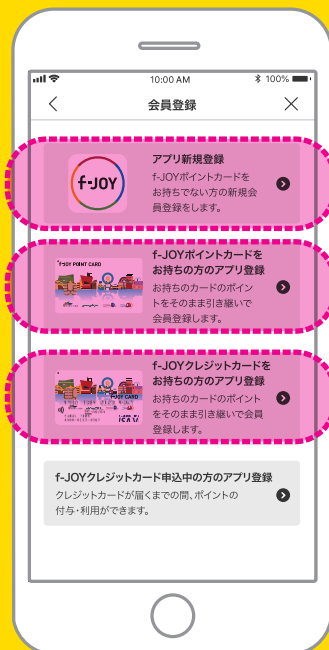 10:00 AM
100%
会員登録
アプリ新規登録
f-JOY
f-JOYポイントカードを
お持ちでない方の新規会
員登録をします。
f-JOYポイントカードを
お持ちの方のアプリ登録
f-JOY POINT CARD
お持ちのカードのポイン
トをそのまま引き継いで
会員登録します。
f-JOYクレジットカードを
お持ちの方のアプリ登録
お持ちのカードのポイント
をそのまま引き継いで会員
登録します。
f-JOY CARD
f-JOYクレジットカード申込中の方のアプリ登録
クレジットカードが届くまでの間、ポイントの
付与・利用ができます。